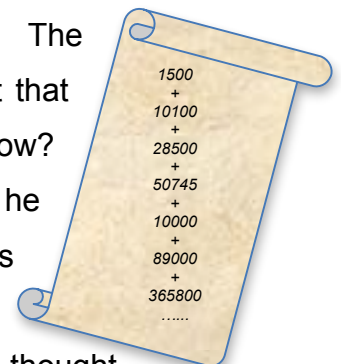 The
that
ow?
he
s
thought
1500
+
10100
+
28500
+
50745
+
10000
+
89000
+
365800
......